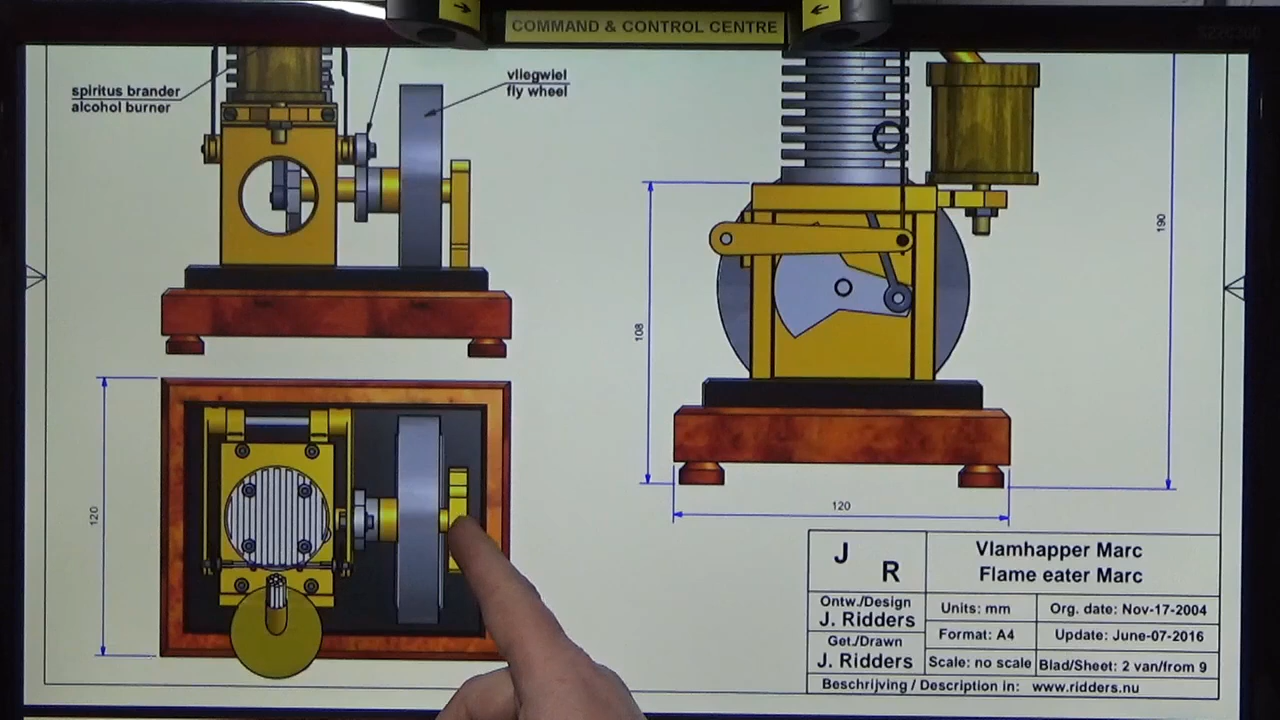 COMMAND & CONTROL CENTRE
spiritus brander
alcohol burner
vliegwiel
fly wheel
190
108
120
120
J R
Vlamhapper Marc
Flame eater Marc
Ontw./Design
J. Ridders
Units: mm
Org. date: Nov-17-2004
Get./Drawn
J. Ridders
Format: A4
Update: June-07-2016
Scale: no scale
Blad/Sheet: 2 van/from 9
Beschrijving / Description in: www.ridders.nu